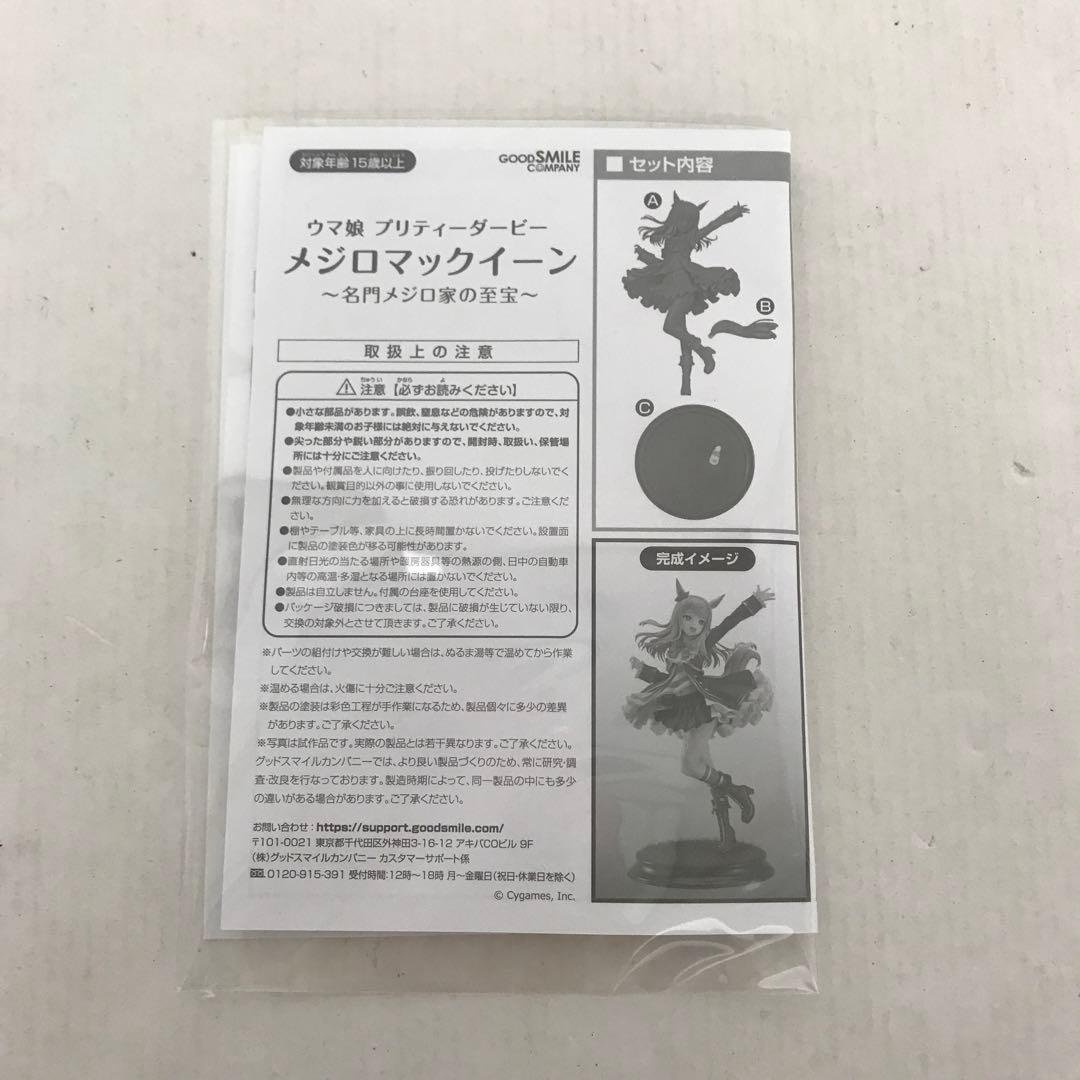 対象年齢15歳以上
GOOD SMILE
COMPANY
ウマ娘 プリティーダービー
メジロマックイーン
～名門メジロ家の至宝～
取扱上の注意
注意【必ずお読みください】
●小さな部品があります。誤飲、窒息などの危険がありますので、対
象年齢未満のお子様には絶対に与えないでください。
●尖った部分や鋭い部分がありますので、開封時、取扱い、保管場
所には十分にご注意ください。
●製品や付属品を人に向けたり、振り回したり、投げたりしないでく
ださい。観賞目的以外の事に使用しないでください。
●無理な方向に力を加えると破損する恐れがあります。ご注意くだ
さい。
●棚やテーブル等、家具の上に長時間置かないでください。設置面
に製品の塗装色が移る可能性があります。
●直射日光の当たる場所や暖房器具等の熱源の側、日中の自動車
内等の高温・多湿となる場所には置かないでください。
●製品は自立しません。付属の台座を使用してください。
●パッケージ破損につきましては、製品に破損が生じていない限り、
交換の対象外とさせて頂きます。ご了承ください。
※パーツの組付けや交換が難しい場合は、ぬるま湯等で温めてから作業
してください。
※温める場合は、火傷に十分ご注意ください。
※製品の塗装は彩色工程が手作業になるため、製品個々に多少の差異
があります。ご了承ください。
※写真は試作品です。実際の製品とは若干異なります。ご了承ください。
グッドスマイルカンパニーでは、より良い製品づくりのため、常に研究・調
査・改良を行なっております。製造時期によって、同一製品の中にも多少
の違いがある場合があります。ご了承ください。
お問い合わせ：https://support.goodsmile.com/
〒101-0021 東京都千代田区外神田3-16-12 アキバCOビル 9F
(株)グッドスマイルカンパニー カスタマーサポート係
0120-915-391 受付時間：12時～18時 月～金曜日(祝日・休業日を除く)
© Cygames, Inc.
■ セット内容
A
B
C
完成イメージ